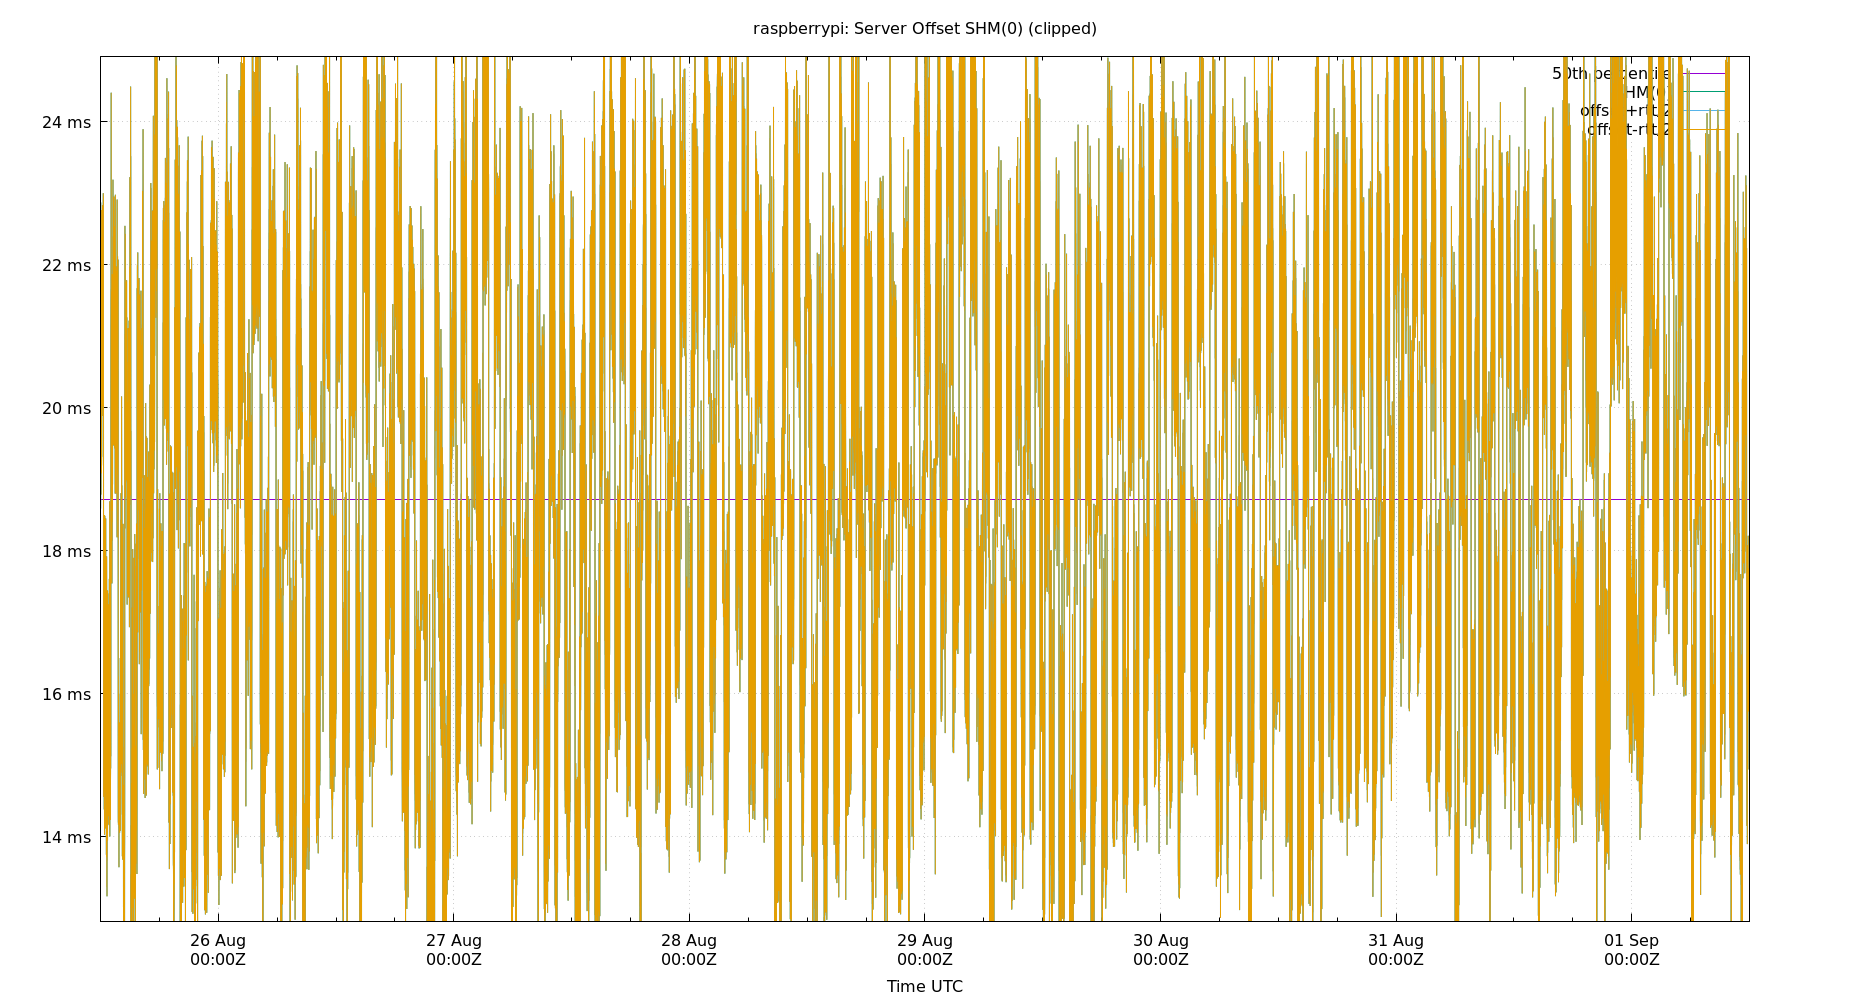 raspberrypi: Server Offset SHM(0) (clipped)
24 ms
22 ms
20 ms
18 ms
16 ms
14 ms
26 Aug
00:00Z
27 Aug
00:00Z
28 Aug
00:00Z
29 Aug
00:00Z
30 Aug
00:00Z
31 Aug
00:00Z
01 Sep
00:00Z
Time UTC